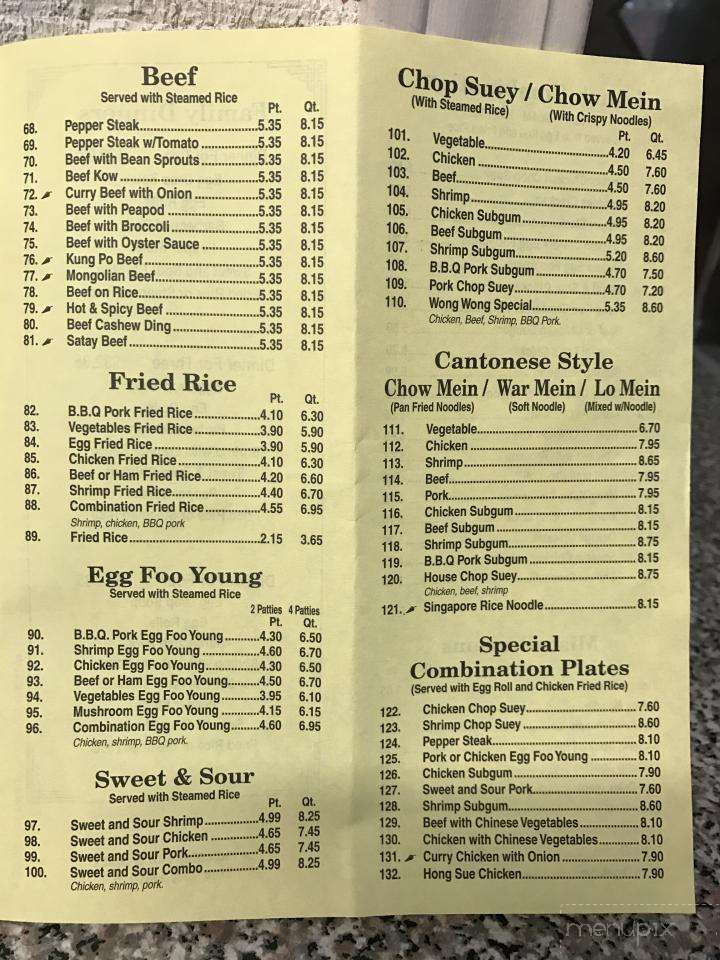 Beef
Served with Steamed Rice
Pt. Qt.
68. Pepper Steak 5.35 8.15
69. Pepper Steak w/Tomato 5.35 8.15
70. Beef with Bean Sprouts 5.35 8.15
71. Beef Kow 5.35 8.15
72. Curry Beef with Onion 5.35 8.15
73. Beef with Peapod 5.35 8.15
74. Beef with Broccoli 5.35 8.15
75. Beef with Oyster Sauce 5.35 8.15
76. Kung Po Beef 5.35 8.15
77. Mongolian Beef 5.35 8.15
78. Beef on Rice 5.35 8.15
79. Hot & Spicy Beef 5.35 8.15
80. Beef Cashew Ding 5.35 8.15
81. Satay Beef 5.35 8.15
Fried Rice
Pt. Qt.
82. B.B.Q Pork Fried Rice 4.10 6.30
83. Vegetables Fried Rice 3.90 5.90
84. Egg Fried Rice 3.90 5.90
85. Chicken Fried Rice 4.10 6.30
86. Beef or Ham Fried Rice 4.20 6.60
87. Shrimp Fried Rice 4.40 6.70
88. Combination Fried Rice 4.55 6.95
Shrimp, chicken, BBQ pork
89. Fried Rice 2.15 3.65
Egg Foo Young
Served with Steamed Rice
2 Patties 4 Patties
Pt. Qt.
90. B.B.Q. Pork Egg Foo Young 4.30 6.50
91. Shrimp Egg Foo Young 4.60 6.70
92. Chicken Egg Foo Young 4.30 6.50
93. Beef or Ham Egg Foo Young 4.50 6.70
94. Vegetables Egg Foo Young 3.95 6.10
95. Mushroom Egg Foo Young 4.15 6.15
96. Combination Egg Foo Young 4.60 6.95
Chicken, shrimp, BBQ pork.
Sweet & Sour
Served with Steamed Rice
Pt. Qt.
97. Sweet and Sour Shrimp 4.99 8.25
98. Sweet and Sour Chicken 4.65 7.45
99. Sweet and Sour Pork 4.65 7.45
100. Sweet and Sour Combo 4.99 8.25
Chicken, shrimp, pork.
Chop Suey / Chow Mein
(With Steamed Rice) (With Crispy Noodles)
Pt. Qt.
101. Vegetable 4.20 6.45
102. Chicken 4.50 7.60
103. Beef 4.50 7.60
104. Shrimp 4.95 8.20
105. Chicken Subgum 4.95 8.20
106. Beef Subgum 4.95 8.20
107. Shrimp Subgum 5.20 8.60
108. B.B.Q Pork Subgum 4.70 7.50
109. Pork Chop Suey 4.70 7.20
110. Wong Wong Special 5.35 8.60
Chicken, Beef, Shrimp, BBQ Pork.
Cantonese Style
Chow Mein / War Mein / Lo Mein
(Pan Fried Noodles) (Soft Noodle) (Mixed w/Noodle)
111. Vegetable 6.70
112. Chicken 7.95
113. Shrimp 8.65
114. Beef 7.95
115. Pork 7.95
116. Chicken Subgum 8.15
117. Beef Subgum 8.15
118. Shrimp Subgum 8.75
119. B.B.Q Pork Subgum 8.15
120. House Chop Suey 8.75
Chicken, beef, shrimp
121. Singapore Rice Noodle 8.15
Special
Combination Plates
(Served with Egg Roll and Chicken Fried Rice)
122. Chicken Chop Suey 7.60
123. Shrimp Chop Suey 8.60
124. Pepper Steak 8.10
125. Pork or Chicken Egg Foo Young 8.10
126. Chicken Subgum 7.90
127. Sweet and Sour Pork 7.60
128. Shrimp Subgum 8.60
129. Beef with Chinese Vegetables 8.10
130. Chicken with Chinese Vegetables 8.10
131. Curry Chicken with Onion 7.90
132. Hong Sue Chicken 7.90
menupix